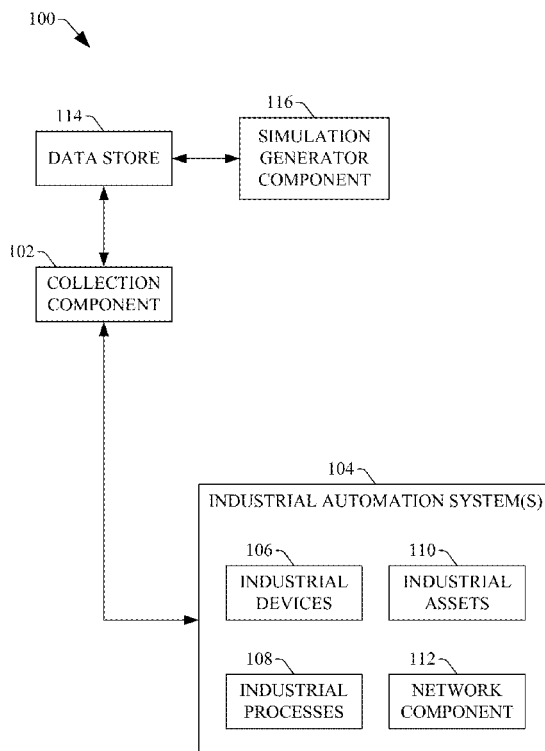 100
114
116
DATA STORE
SIMULATION
GENERATOR
COMPONENT
102
COLLECTION
COMPONENT
104
INDUSTRIAL AUTOMATION SYSTEM(S)
106
110
INDUSTRIAL
DEVICES
INDUSTRIAL
ASSETS
108
112
INDUSTRIAL
PROCESSES
NETWORK
COMPONENT